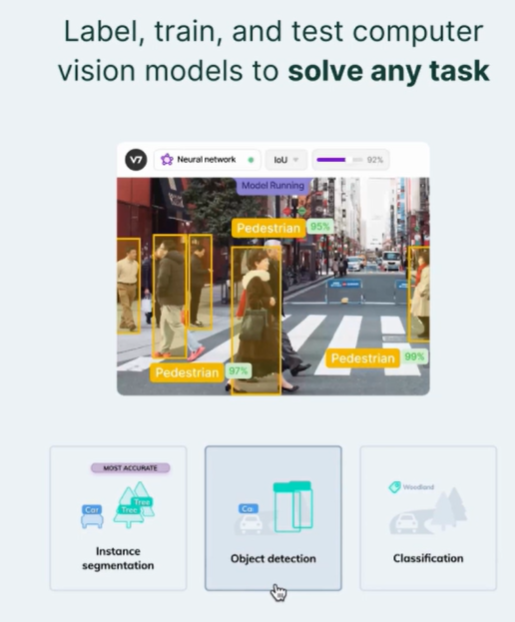 Label, train, and test computer
vision models to solve any task
V7 Neural network IoU 92%
Model Running
Pedestrian 95%
Pedestrian 97%
Pedestrian 99%
MOST ACCURATE
Car Tree Tree
Instance
segmentation
Car
Object detection
Woodland
Classification